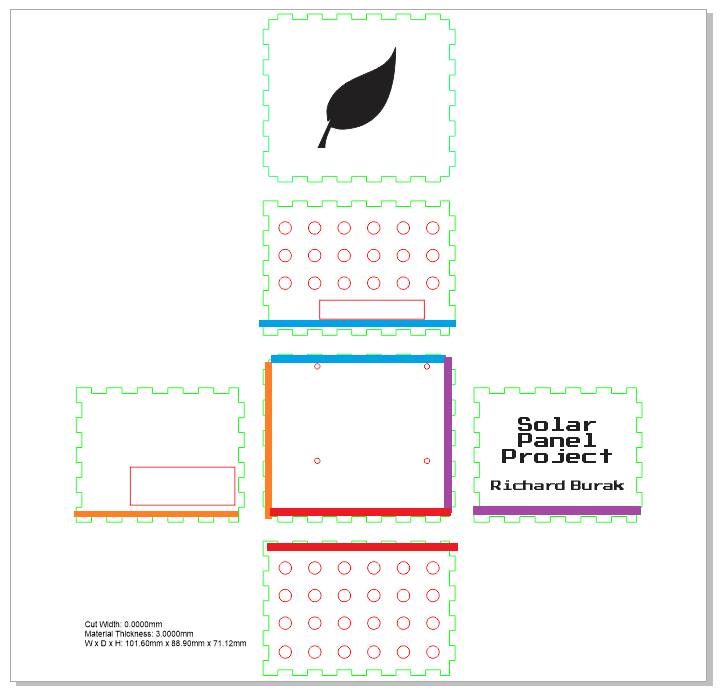 Solar
Panel
Project
Richard Burak
Cut Width: 0.0000mm
Material Thickness: 3.0000mm
W x D x H: 101.60mm x 88.90mm x 71.12mm